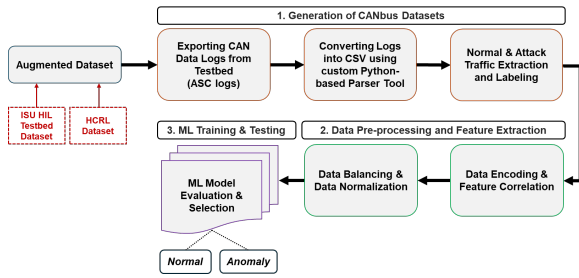 1. Generation of CANbus Datasets
Augmented Dataset
ISU HIL
Testbed
Dataset
HCRL
Dataset
Exporting CAN
Data Logs from
Testbed
(ASC logs)
Converting Logs
into CSV using
custom Python-
based Parser Tool
Normal & Attack
Traffic Extraction
and Labeling
3. ML Training & Testing
2. Data Pre-processing and Feature Extraction
ML Model
Evaluation &
Selection
Data Balancing &
Data Normalization
Data Encoding &
Feature Correlation
Normal
Anomaly